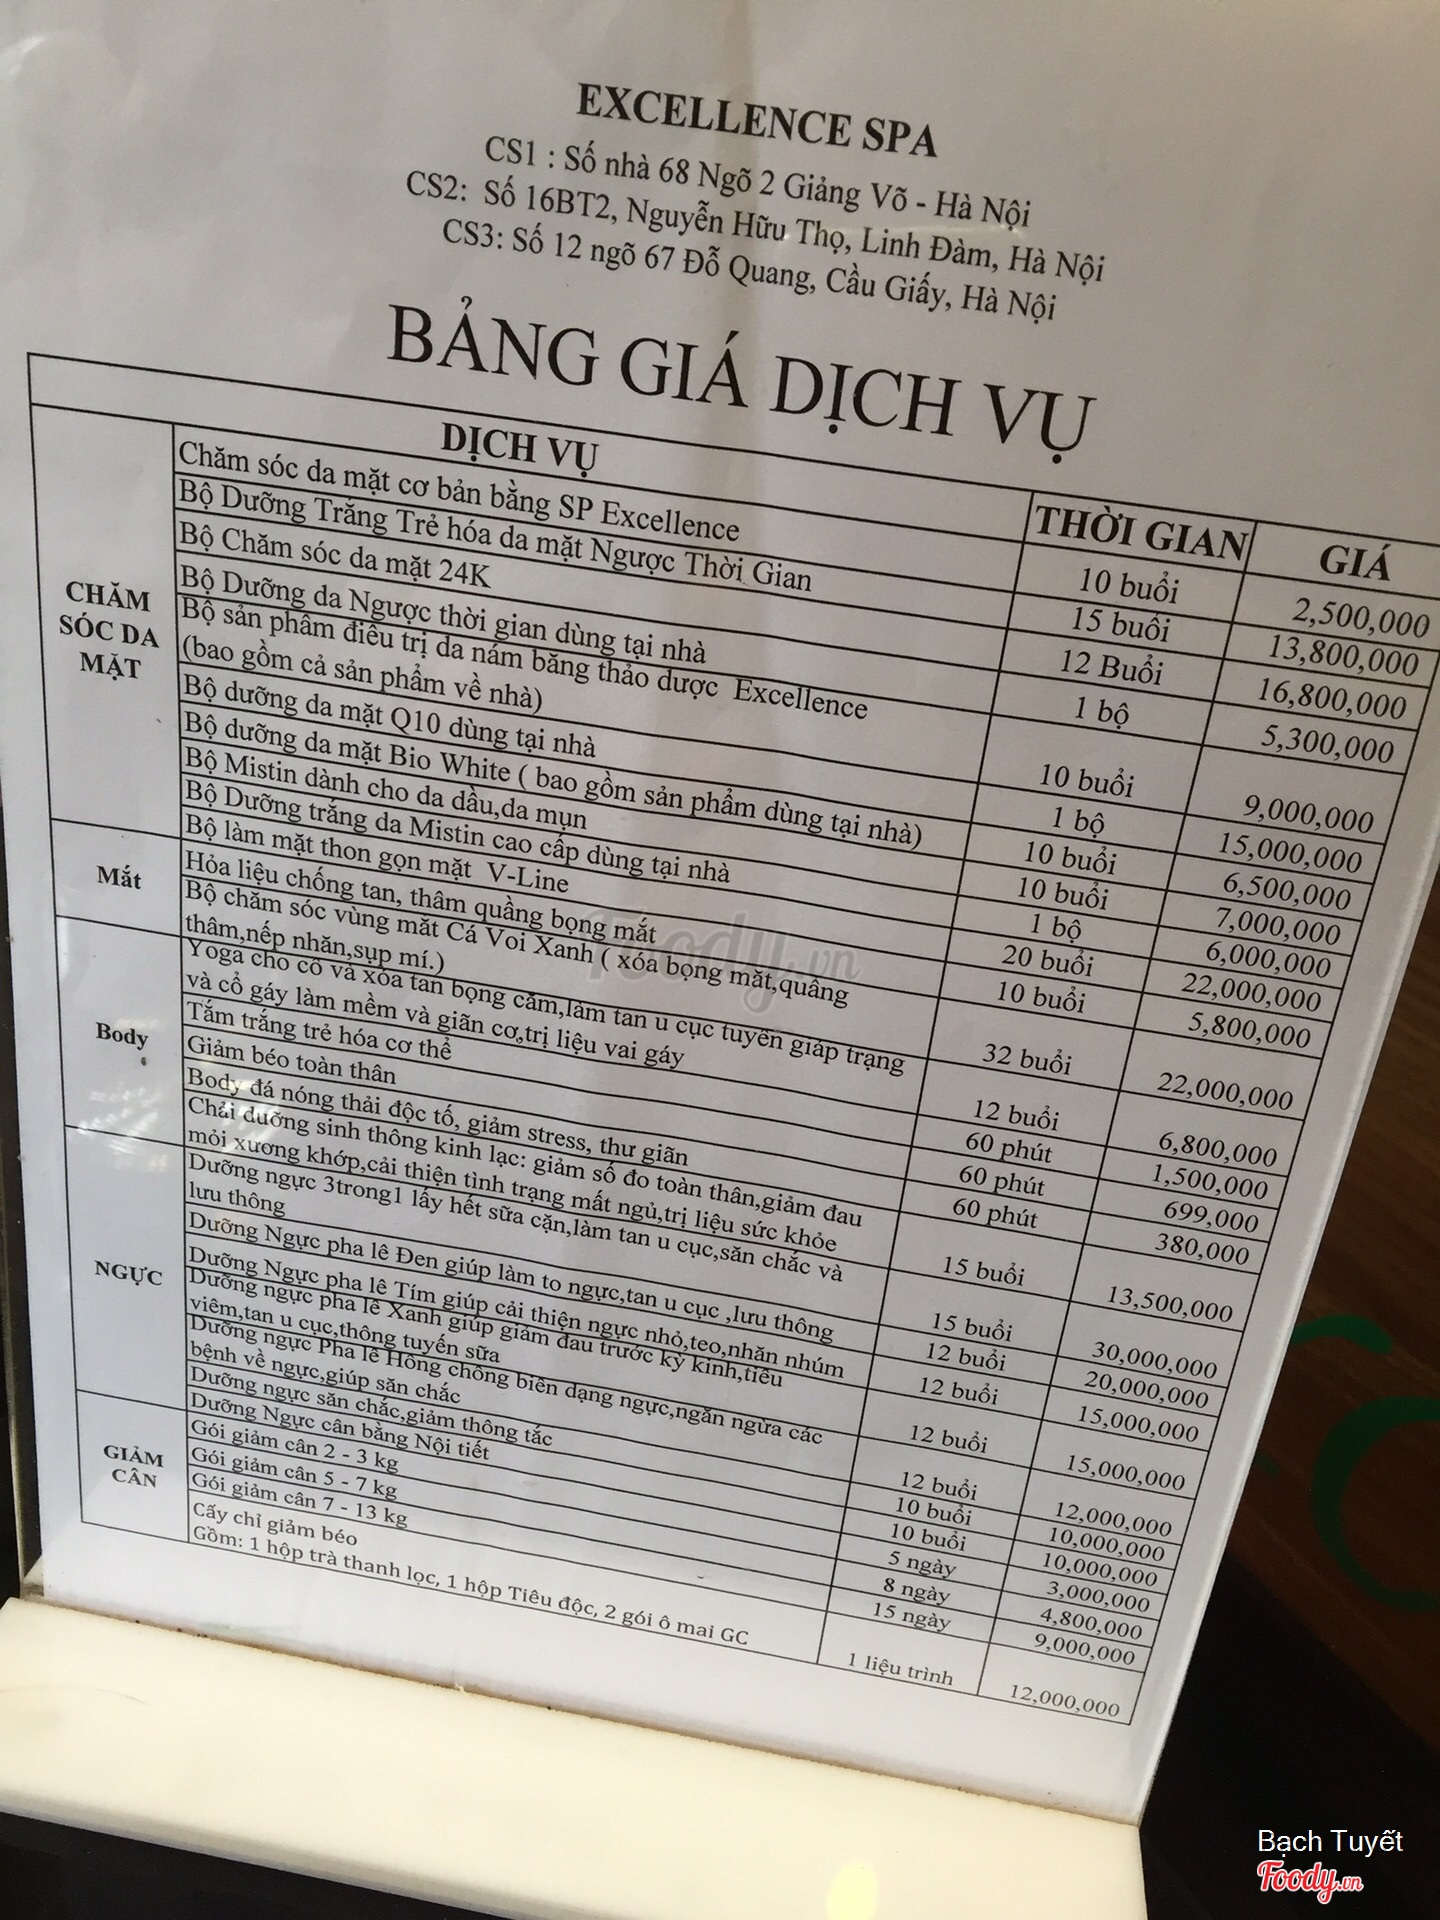 EXCELLENCE SPA
CS1 : Số nhà 68 Ngõ 2 Giảng Võ - Hà Nội
CS2: Số 16BT2, Nguyễn Hữu Thọ, Linh Đàm, Hà Nội
CS3: Số 12 ngõ 67 Đỗ Quang, Cầu Giấy, Hà Nội
BẢNG GIÁ DỊCH VỤ
DỊCH VỤ THỜI GIAN GIÁ
CHĂM SÓC DA MẶT
Chăm sóc da mặt cơ bản bằng SP Excellence 10 buổi 2,500,000
Bộ Dưỡng Trắng Trẻ hóa da mặt Ngược Thời Gian 15 buổi 13,800,000
Bộ Chăm sóc da mặt 24K 12 Buổi 16,800,000
Bộ Dưỡng da Ngược thời gian dùng tại nhà 1 bộ 5,300,000
Bộ sản phẩm điều trị da nám bằng thảo dược Excellence
(bao gồm cả sản phẩm về nhà) 10 buổi 9,000,000
Bộ dưỡng da mặt Q10 dùng tại nhà 1 bộ 15,000,000
Bộ dưỡng da mặt Bio White ( bao gồm sản phẩm dùng tại nhà) 10 buổi 6,500,000
Bộ Mistin dành cho da dầu,da mụn 10 buổi 7,000,000
Bộ Dưỡng trắng da Mistin cao cấp dùng tại nhà 1 bộ 6,000,000
Bộ làm mặt thon gọn mặt V-Line 20 buổi 22,000,000
Mắt
Hỏa liệu chống tan, thâm quầng bọng mắt 10 buổi 5,800,000
Bộ chăm sóc vùng mắt Cá Voi Xanh ( xóa bọng mắt,quầng
thâm,nếp nhăn,sụp mí.) 32 buổi 22,000,000
Body
Yoga cho cổ và xóa tan bọng cằm,làm tan u cục tuyến giáp trạng
và cổ gáy làm mềm và giãn cơ,trị liệu vai gáy 12 buổi 6,800,000
Tắm trắng trẻ hóa cơ thể 60 phút 1,500,000
Giảm béo toàn thân 60 phút 699,000
Body đá nóng thải độc tố, giảm stress, thư giãn 60 phút 380,000
Chải dưỡng sinh thông kinh lạc: giảm số đo toàn thân,giảm đau
mỏi xương khớp,cải thiện tình trạng mất ngủ,trị liệu sức khỏe 15 buổi 13,500,000
NGỰC
Dưỡng ngực 3trong1 lấy hết sữa cặn,làm tan u cục,săn chắc và
lưu thông 15 buổi 30,000,000
Dưỡng Ngực pha lê Đen giúp làm to ngực,tan u cục ,lưu thông 12 buổi 20,000,000
Dưỡng Ngực pha lê Tím giúp cải thiện ngực nhỏ,teo,nhăn nhúm 12 buổi 15,000,000
Dưỡng ngực pha lê Xanh giúp giảm đau trước kỳ kinh,tiêu
viêm,tan u cục,thông tuyến sữa 12 buổi 15,000,000
Dưỡng ngực Pha lê Hồng chống biến dạng ngực,ngăn ngừa các
bệnh về ngực,giúp săn chắc 12 buổi 12,000,000
Dưỡng ngực săn chắc,giảm thông tắc 10 buổi 10,000,000
Dưỡng Ngực cân bằng Nội tiết 10 buổi 10,000,000
GIẢM CÂN
Gói giảm cân 2 - 3 kg 5 ngày 3,000,000
Gói giảm cân 5 - 7 kg 8 ngày 4,800,000
Gói giảm cân 7 - 13 kg 15 ngày 9,000,000
Cấy chỉ giảm béo
Gồm: 1 hộp trà thanh lọc, 1 hộp Tiêu độc, 2 gói ô mai GC 1 liệu trình 12,000,000
Foody.vn
Bạch Tuyết
Foody.vn